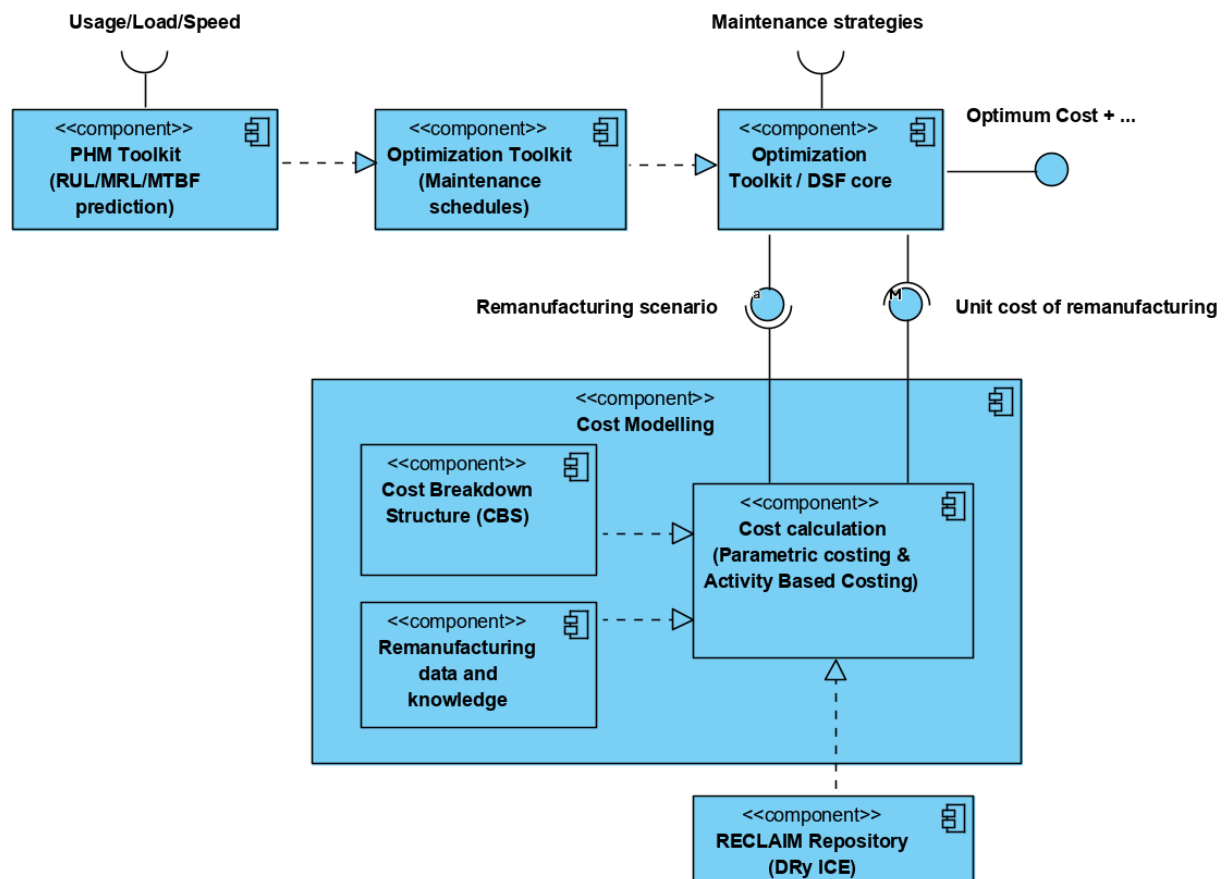 Usage/Load/Speed
Maintenance strategies
<<component>>
PHM Toolkit
(RUL/MRL/MTBF
prediction)
<<component>>
Optimization Toolkit
(Maintenance
schedules)
<<component>>
Optimization
Toolkit / DSF core
Optimum Cost + ...
Remanufacturing scenario
a
M
Unit cost of remanufacturing
<<component>>
Cost Modelling
<<component>>
Cost Breakdown
Structure (CBS)
<<component>>
Cost calculation
(Parametric costing &
Activity Based Costing)
<<component>>
Remanufacturing
data and
knowledge
<<component>>
RECLAIM Repository
(DRy ICE)